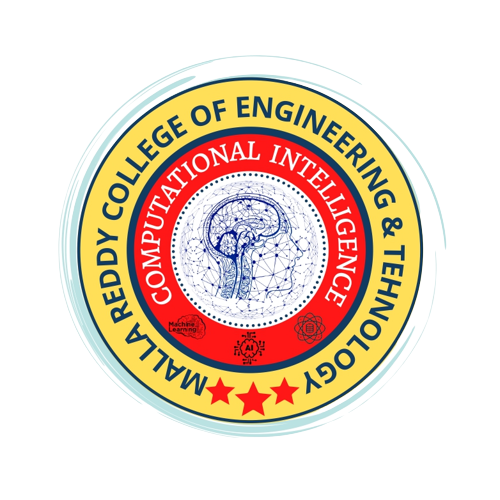 MALLA REDDY COLLEGE OF ENGINEERING & TEHNOLOGY
COMPUTATIONAL INTELLIGENCE
Machine
Learning
AI